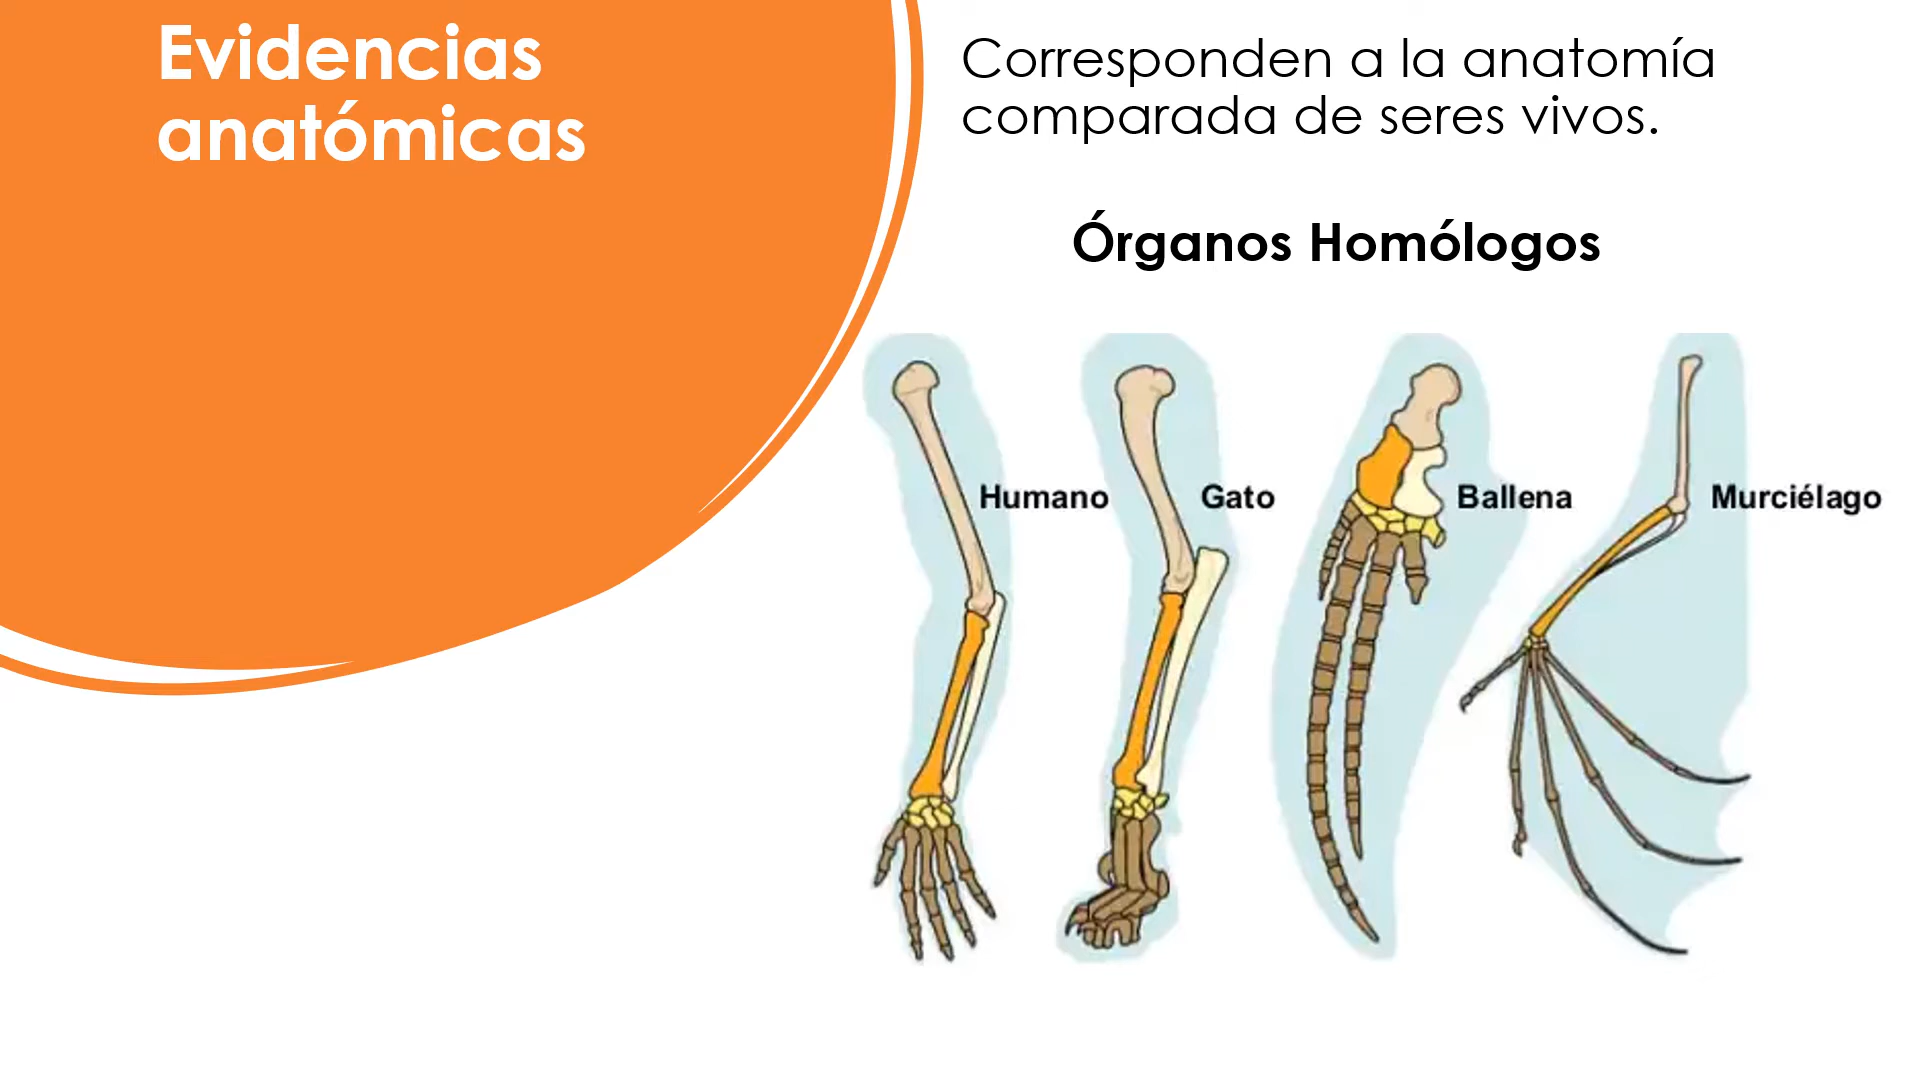 Evidencias
anatómicas
Corresponden a la anatomía
comparada de seres vivos.
Órganos Homólogos
Humano
Gato
Ballena
Murciélago